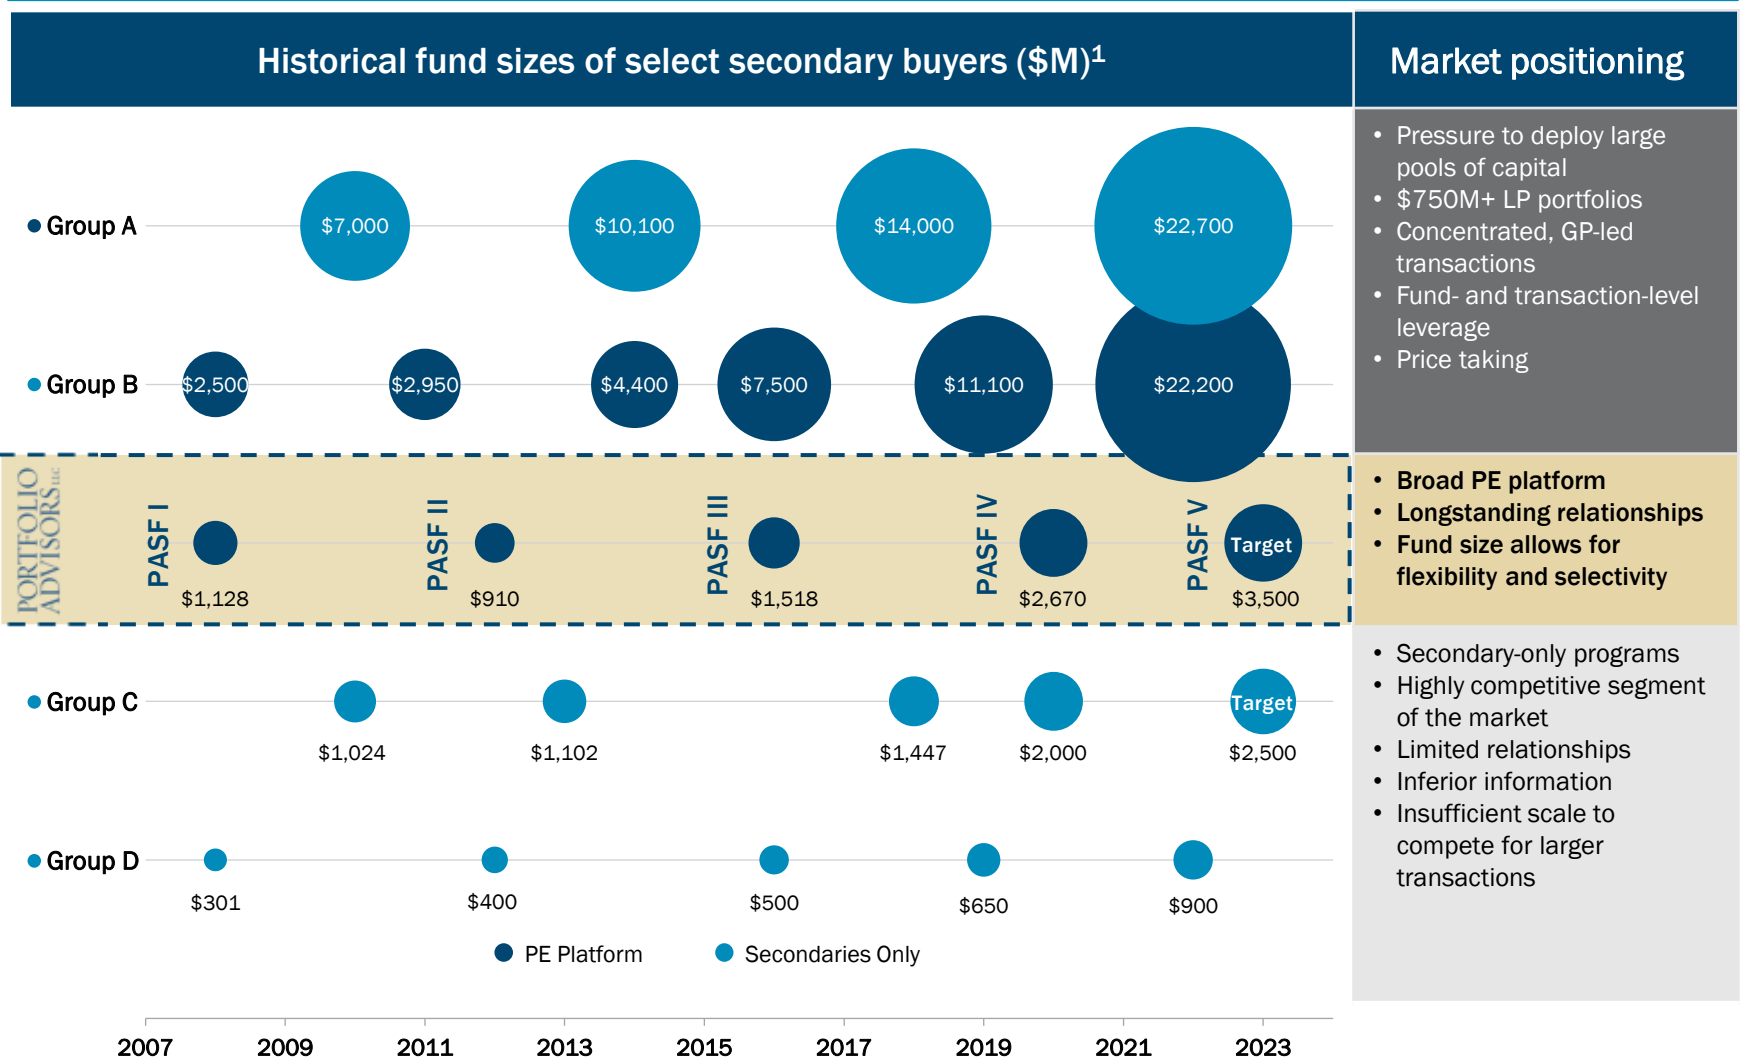 Historical fund sizes of select secondary buyers ($M)¹
Market positioning
Group A
$7,000
$10,100
$14,000
$22,700
Group B
$2,500
$2,950
$4,400
$7,500
$11,100
$22,200
• Pressure to deploy large
pools of capital
• $750M+ LP portfolios
• Concentrated, GP-led
transactions
• Fund- and transaction-level
leverage
• Price taking
PORTFOLIO
ADVISORS LLC
PASF I
$1,128
PASF II
$910
PASF III
$1,518
PASF IV
$2,670
PASF V
Target
$3,500
• Broad PE platform
• Longstanding relationships
• Fund size allows for
flexibility and selectivity
Group C
$1,024
$1,102
$1,447
$2,000
Target
$2,500
Group D
$301
$400
$500
$650
$900
• Secondary-only programs
• Highly competitive segment
of the market
• Limited relationships
• Inferior information
• Insufficient scale to
compete for larger
transactions
PE Platform
Secondaries Only
2007 2009 2011 2013 2015 2017 2019 2021 2023